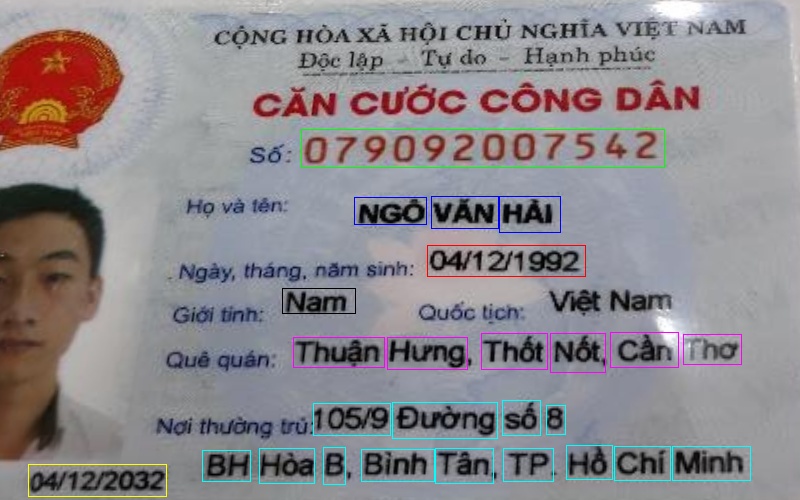 CỘNG HÒA XÃ HỘI CHỦ NGHĨA VIỆT NAM
Độc lập - Tự do - Hạnh phúc
CĂN CƯỚC CÔNG DÂN
Số: 079092007542
Họ và tên: NGÔ VĂN HẢI
Ngày, tháng, năm sinh: 04/12/1992
Giới tính: Nam Quốc tịch: Việt Nam
Quê quán: Thuận Hưng, Thốt Nốt, Cần Thơ
Nơi thường trú: 105/9 Đường số 8
BH Hòa B, Bình Tân, TP. Hồ Chí Minh
04/12/2032